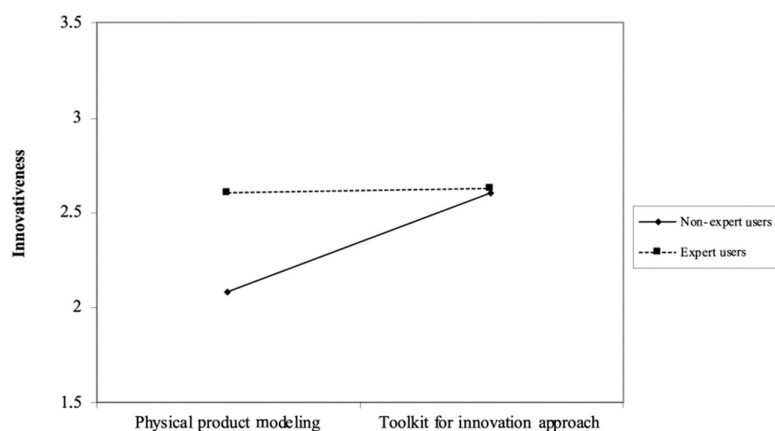 3.5
3
2.5
2
1.5
Innovativeness
Physical product modeling
Toolkit for innovation approach
Non-expert users
Expert users